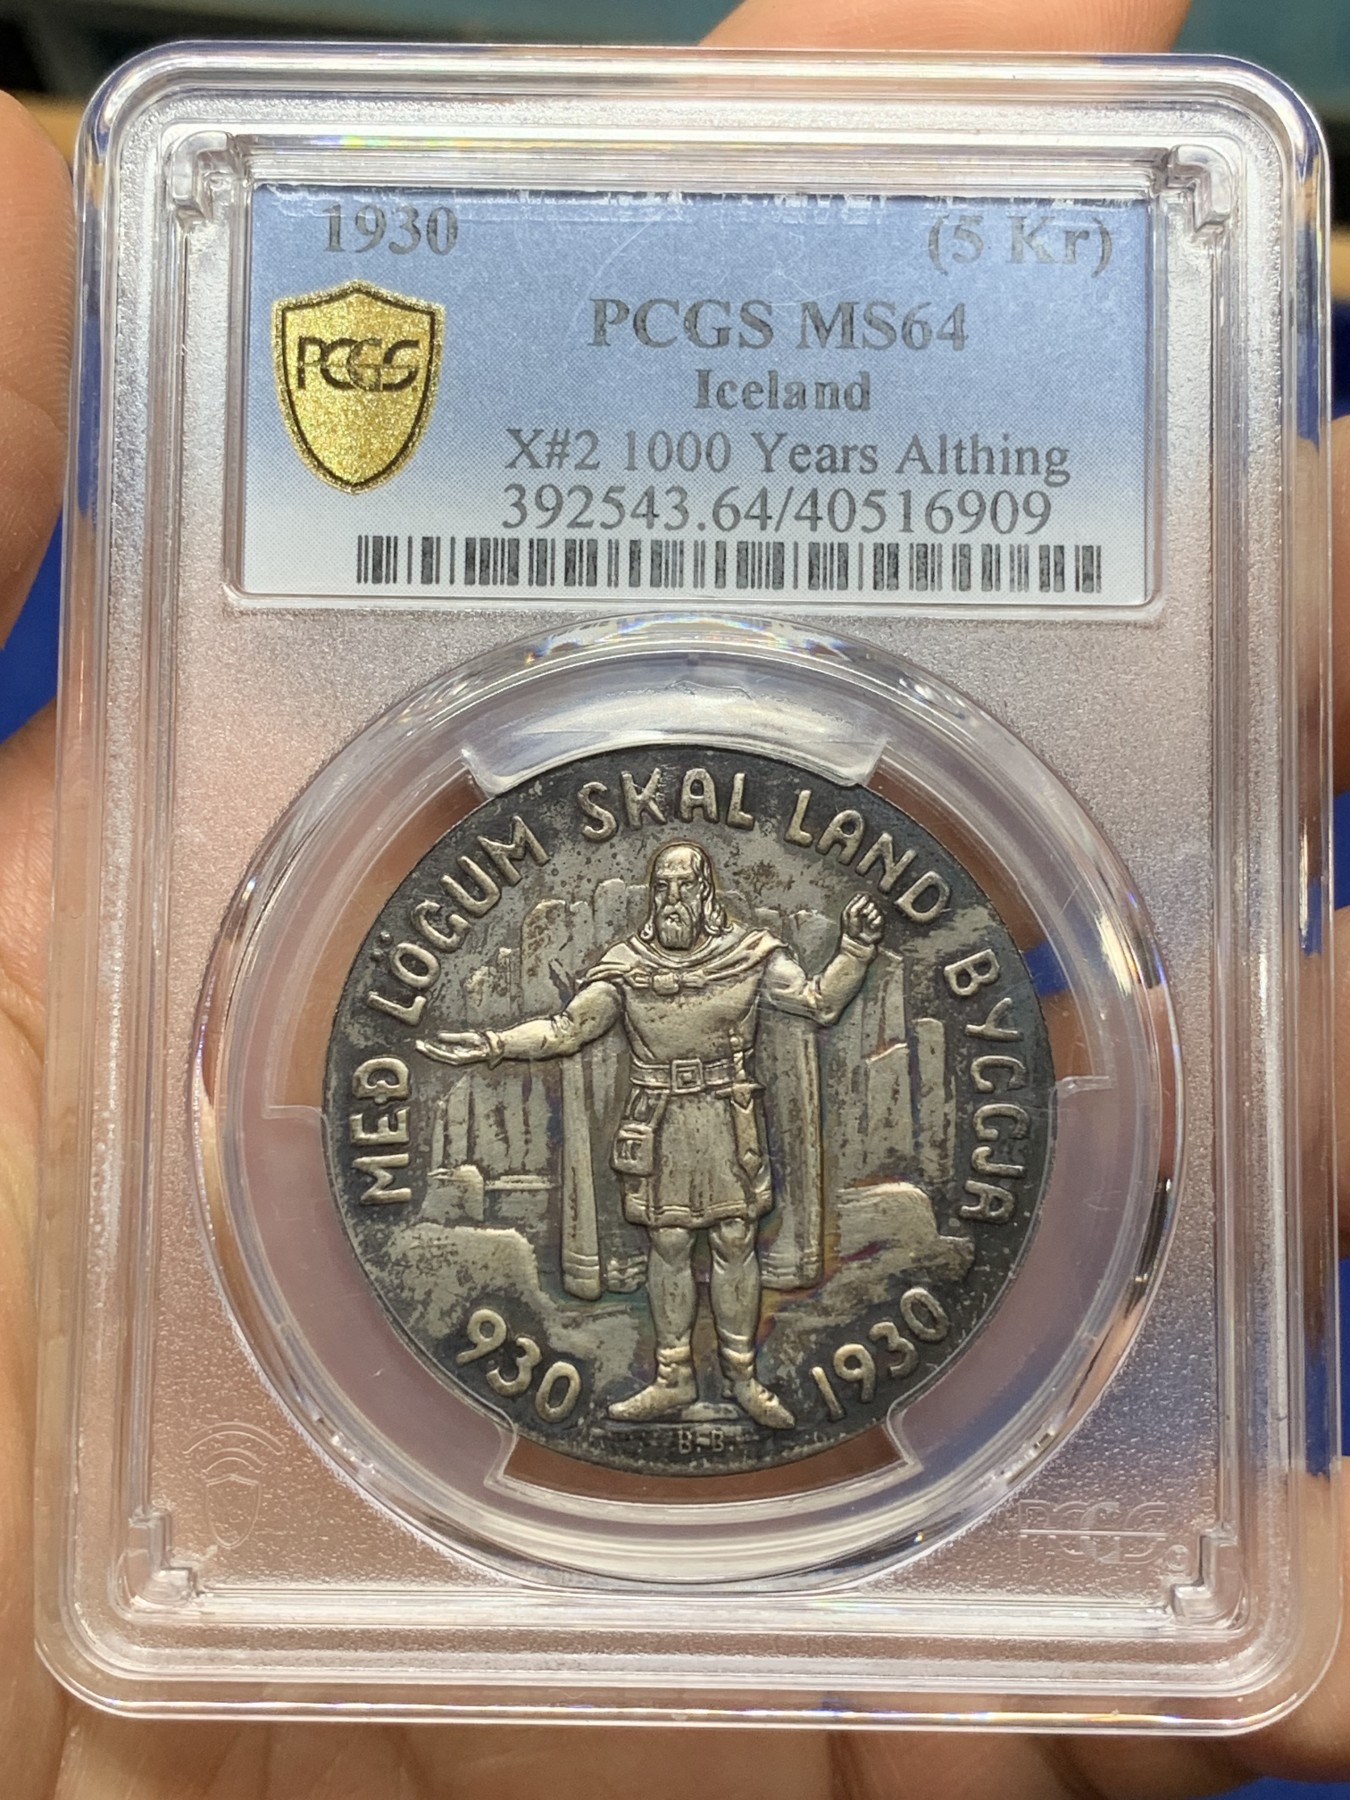 1930 (5 Kr)
PCGS
PCGS MS64
Iceland
X#2 1000 Years Althing
392543.64/40516909
MEÐ LÖGUM SKAL LAND BYGGJA
930 1930
B.B.
PCGS